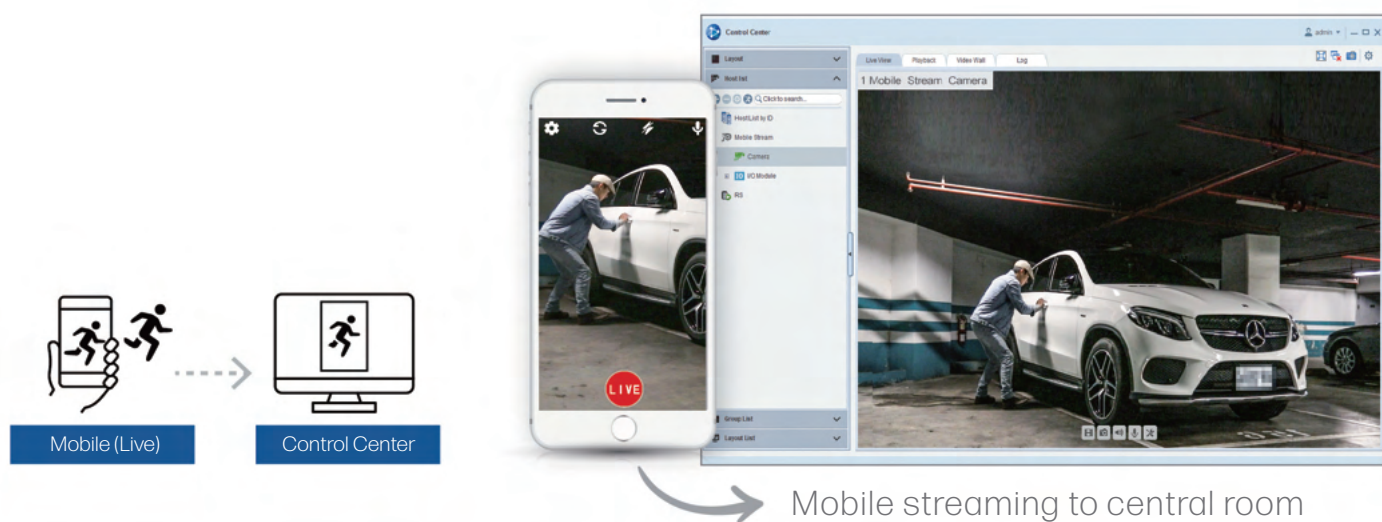 Mobile (Live)
Control Center
LIVE
Control Center
admin
Layout
Host list
Click to search...
Host List by ID
Mobile Stream
Camera
I/O Module
Group List
Layout List
Live View
Playback
Video Wall
Log
1 Mobile Stream Camera
Mobile streaming to central room